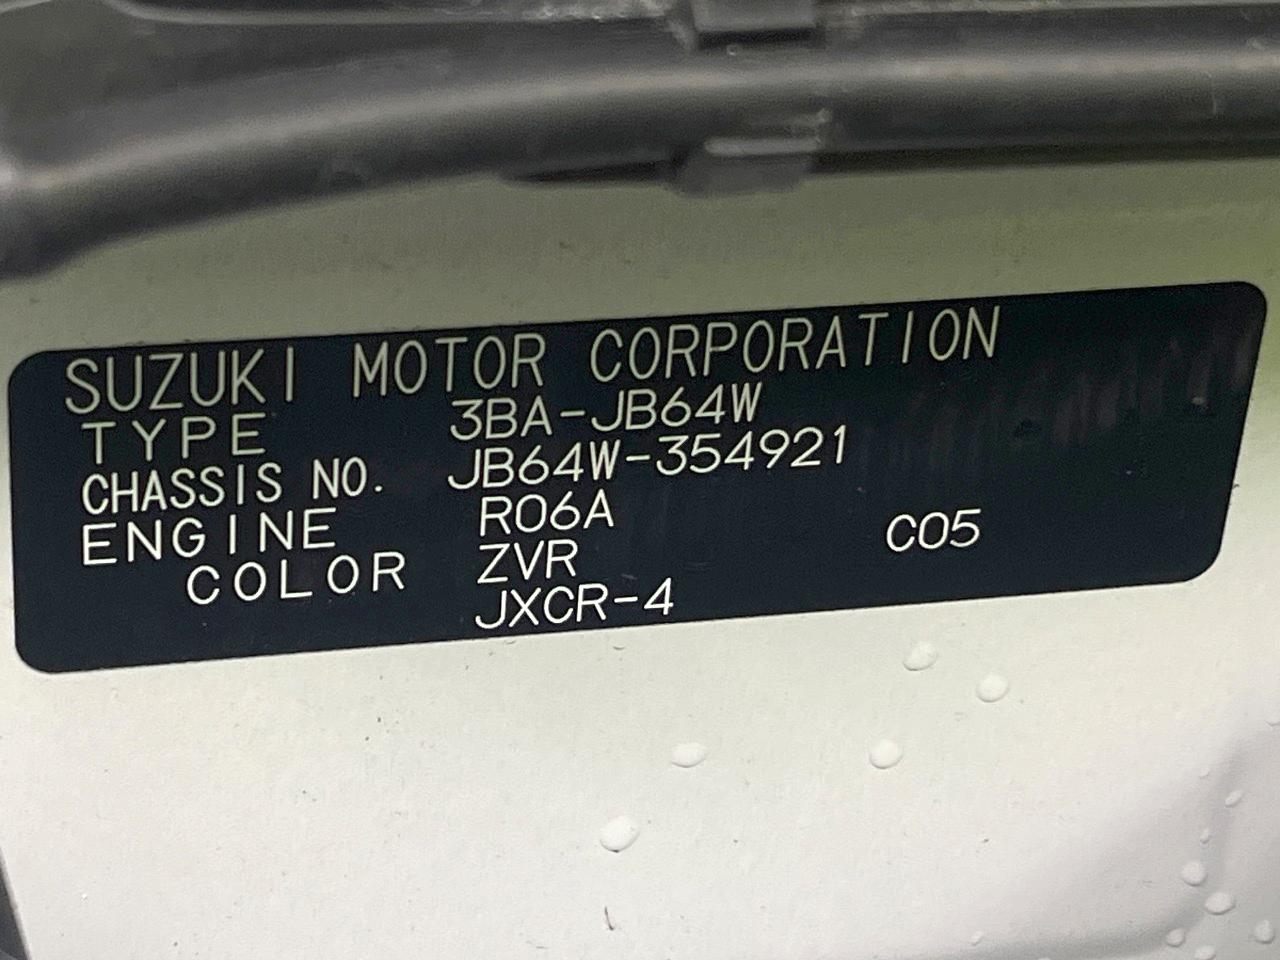 SUZUKI MOTOR CORPORATION
TYPE 3BA-JB64W
CHASSIS NO. JB64W-354921
ENGINE R06A
COLOR ZVR C05
JXCR-4